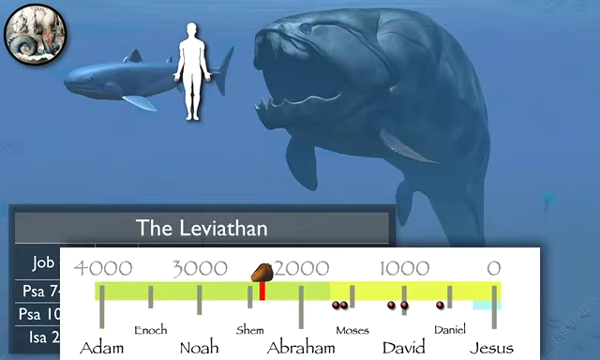 The Leviathan
Job
Psa 7
Psa 10
Isa 2
4000 3000 2000 1000 0
Enoch Shem Moses Daniel
Adam Noah Abraham David Jesus